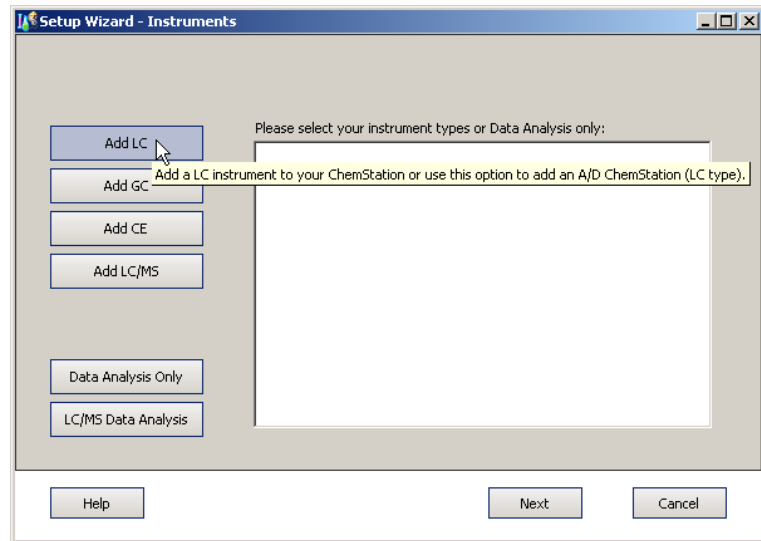 Setup Wizard - Instruments
Please select your instrument types or Data Analysis only:
Add LC
Add a LC instrument to your ChemStation or use this option to add an A/D ChemStation (LC type).
Add GC
Add CE
Add LC/MS
Data Analysis Only
LC/MS Data Analysis
Help
Next
Cancel